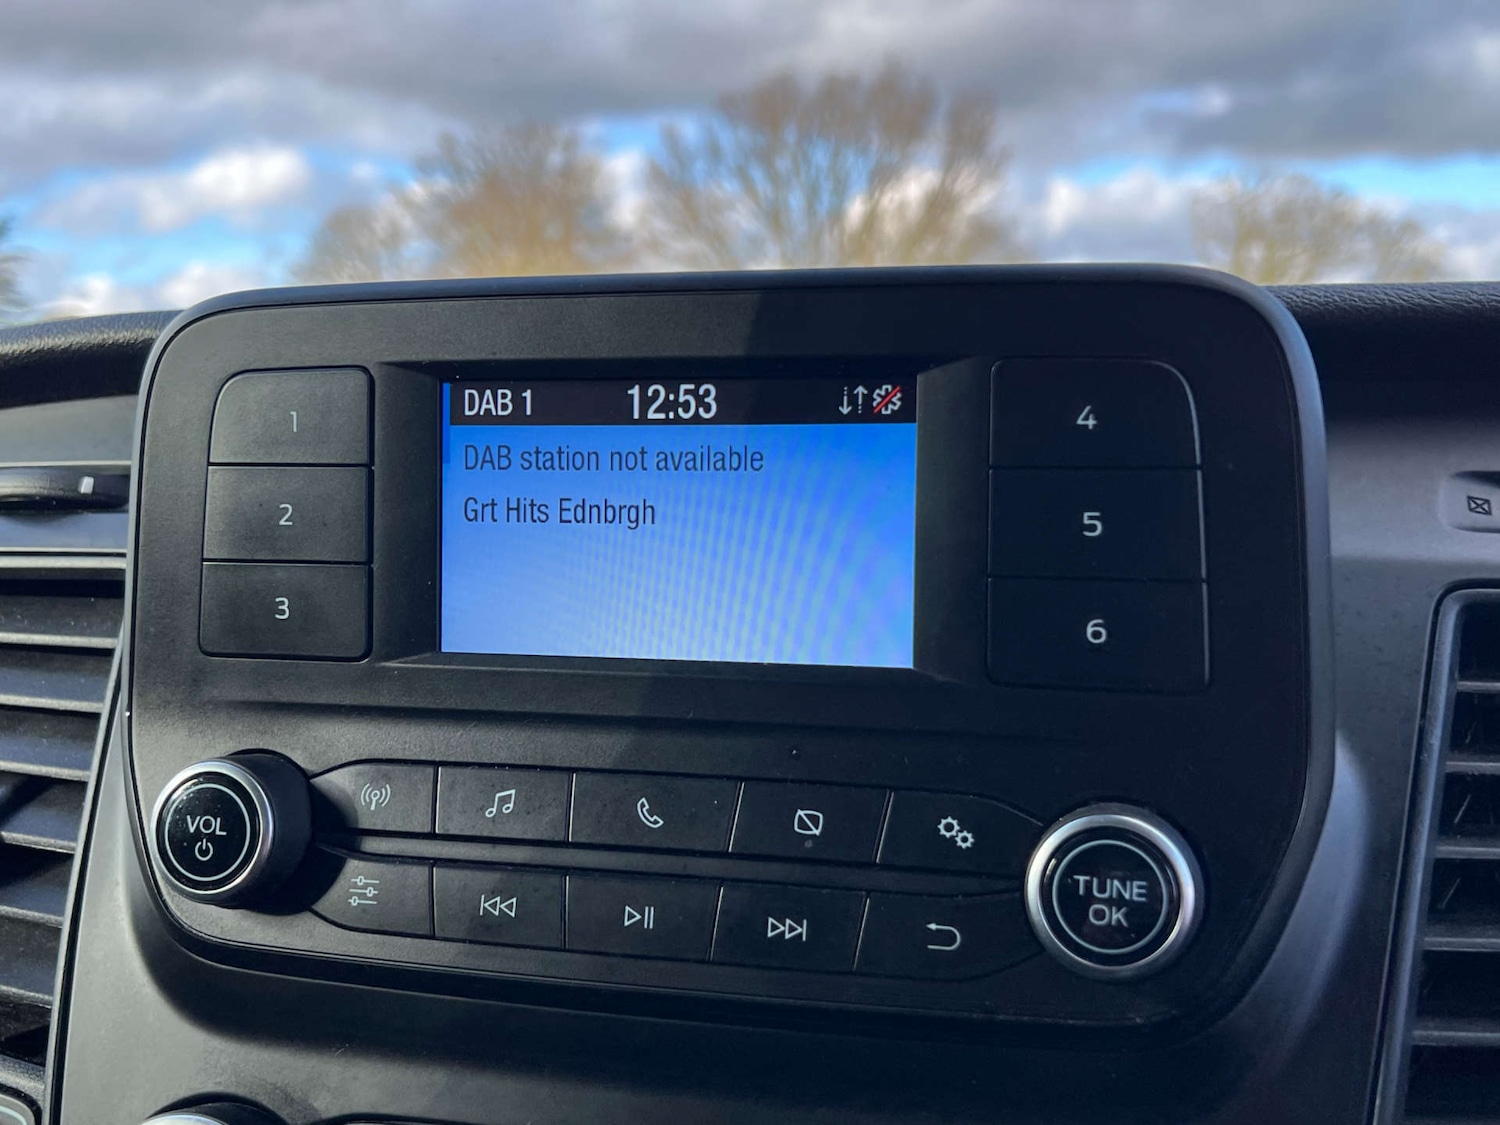 DAB 1 12:53
DAB station not available
Grt Hits Ednbrgh
1
2
3
4
5
6
VOL
TUNE
OK